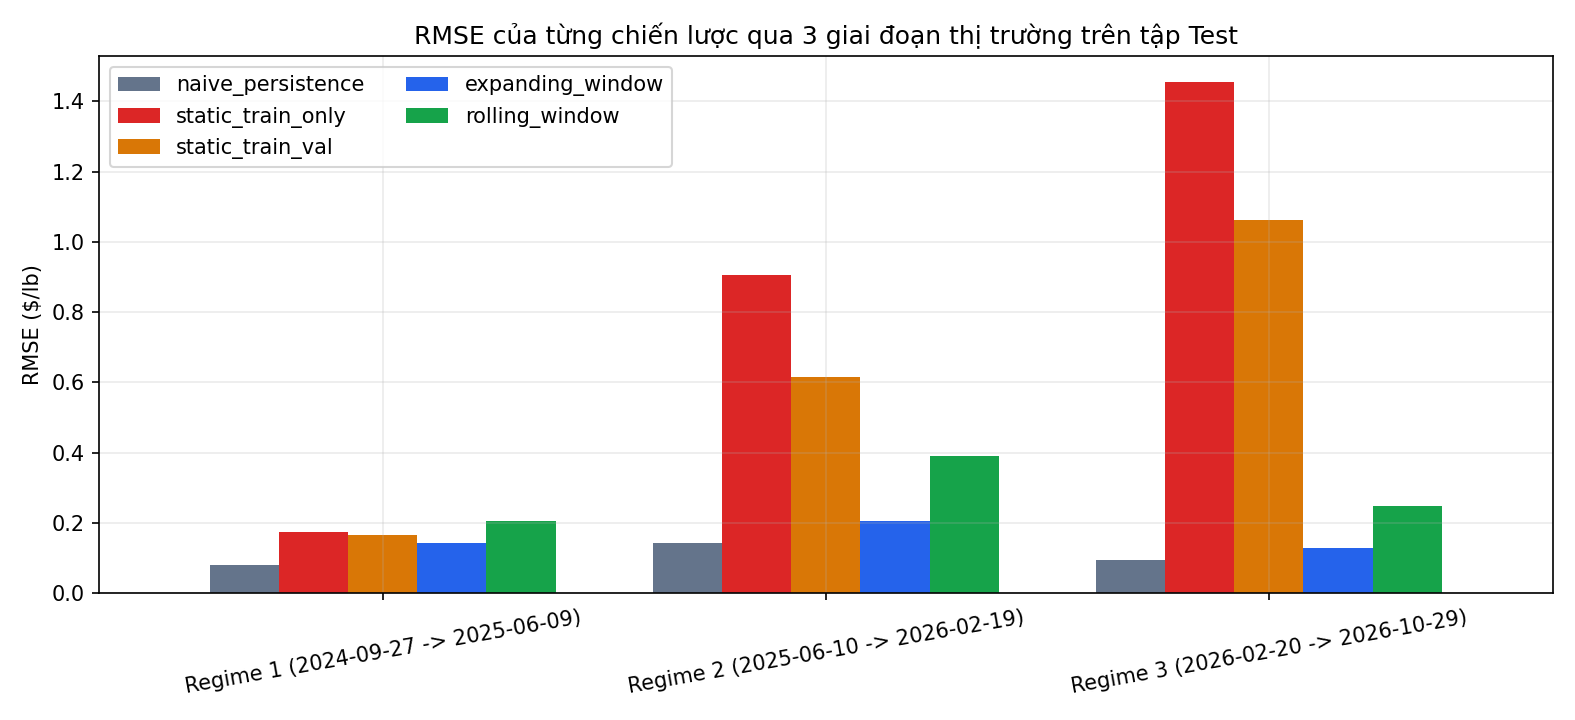 RMSE của từng chiến lược qua 3 giai đoạn thị trường trên tập Test
naive_persistence
static_train_only
static_train_val
expanding_window
rolling_window
RMSE ($/lb)
1.4
1.2
1.0
0.8
0.6
0.4
0.2
0.0
Regime 1 (2024-09-27 -> 2025-06-09)
Regime 2 (2025-06-10 -> 2026-02-19)
Regime 3 (2026-02-20 -> 2026-10-29)